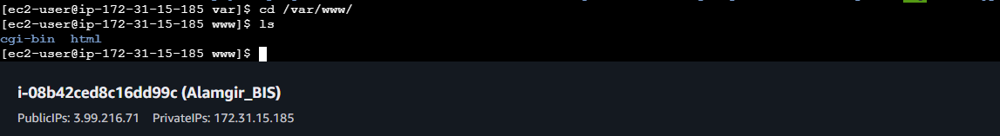 [ec2-user@ip-172-31-15-185 var]$ cd /var/www/
[ec2-user@ip-172-31-15-185 www]$ ls
cgi-bin  html
[ec2-user@ip-172-31-15-185 www]$
i-08b42ced8c16dd99c (Alamgir_BIS)
PublicIPs: 3.99.216.71    PrivateIPs: 172.31.15.185